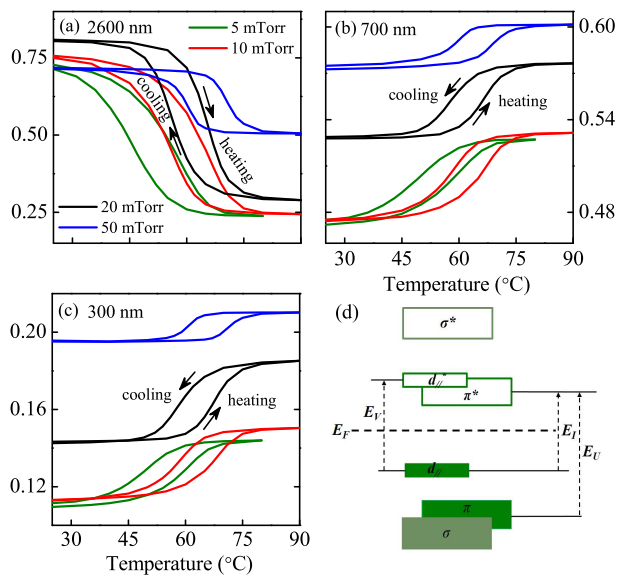 (a) 2600 nm
5 mTorr
10 mTorr
0.75
0.50
0.25
cooling
heating
20 mTorr
50 mTorr
(b) 700 nm
0.60
0.54
0.48
cooling
heating
30 45 60 75 90
Temperature (°C)
(c) 300 nm
0.20
0.16
0.12
cooling
heating
30 45 60 75 90
Temperature (°C)
(d)
σ*
d//*
π*
EV
EF
EI
EU
d//
π
σ